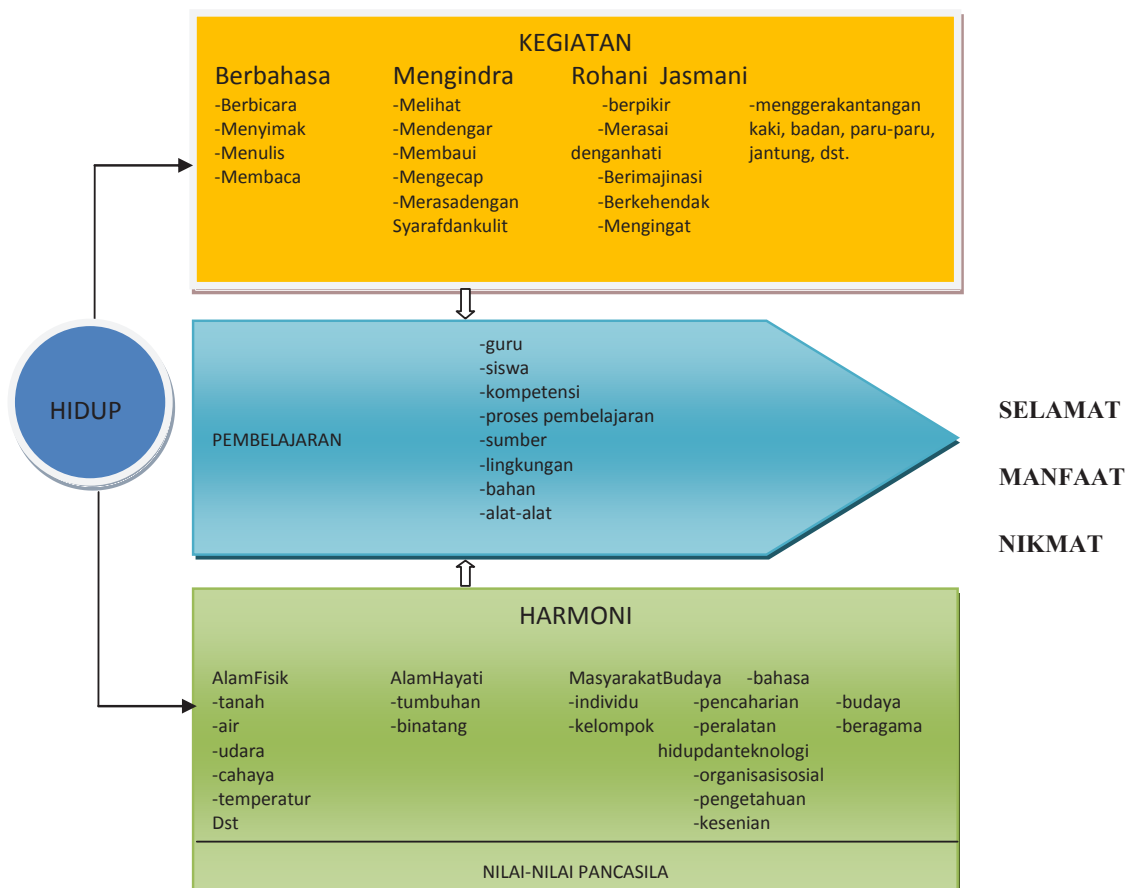 KEGIATAN
Berbahasa Mengindra Rohani Jasmani
-Berbicara -Melihat -berpikir -menggerakantangan
-Menyimak -Mendengar -Merasai kaki, badan, paru-paru,
-Menulis -Membaui denganhati jantung, dst.
-Membaca -Mengecap -Berimajinasi
-Merasadengan -Berkehendak
Syarafdankulit -Mengingat
HIDUP
PEMBELAJARAN
-guru
-siswa
-kompetensi
-proses pembelajaran
-sumber
-lingkungan
-bahan
-alat-alat
SELAMAT
MANFAAT
NIKMAT
HARMONI
AlamFisik AlamHayati MasyarakatBudaya -bahasa
-tanah -tumbuhan -individu -pencaharian -budaya
-air -binatang -kelompok -peralatan -beragama
-udara hidupdanteknologi
-cahaya -organisasisosial
-temperatur -pengetahuan
Dst -kesenian
NILAI-NILAI PANCASILA